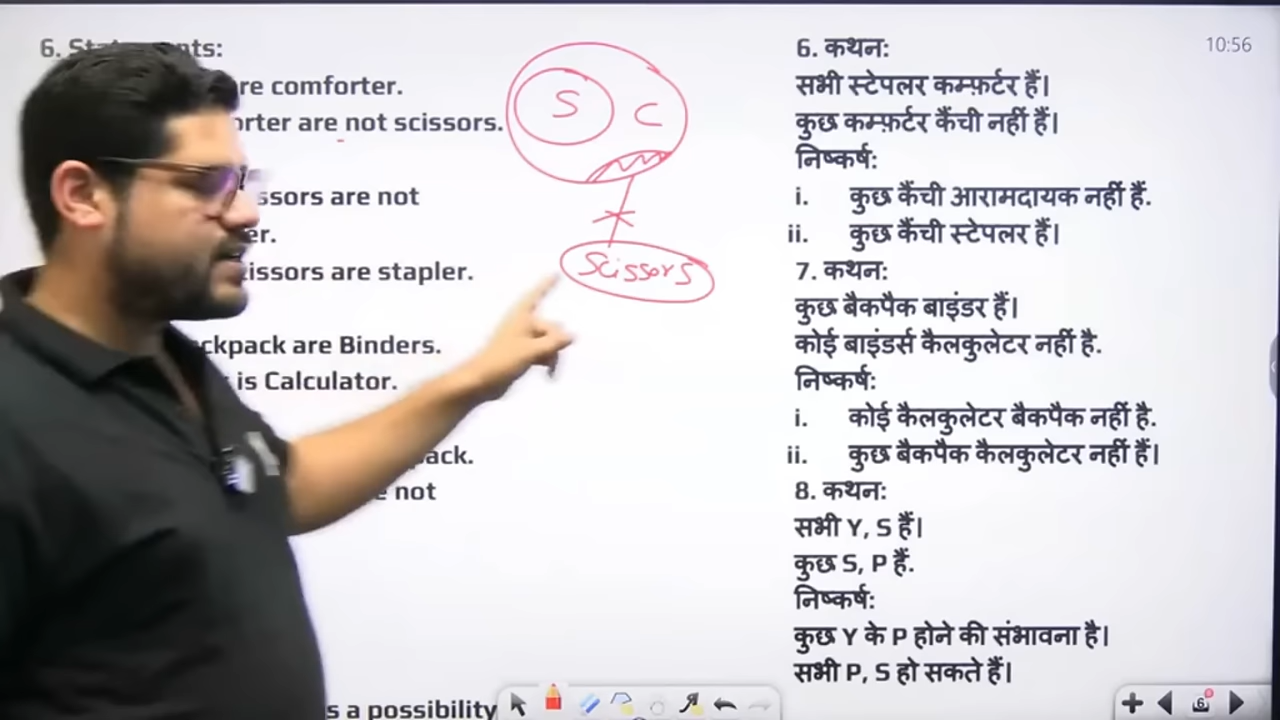 6. Statements:
re comforter.
orter are not scissors.
ssors are not
er.
cissors are stapler.
ckpack are Binders.
is Calculator.
pack.
e not
s a possibility
S
C
Scissors
6. कथन:
सभी स्टेपलर कम्फ़र्टर हैं।
कुछ कम्फ़र्टर कैंची नहीं हैं।
निष्कर्ष:
i. कुछ कैंची आरामदायक नहीं हैं.
ii. कुछ कैंची स्टेपलर हैं।
7. कथन:
कुछ बैकपैक बाइंडर हैं।
कोई बाइंडर्स कैलकुलेटर नहीं है.
निष्कर्ष:
i. कोई कैलकुलेटर बैकपैक नहीं है.
ii. कुछ बैकपैक कैलकुलेटर नहीं हैं।
8. कथन:
सभी Y, S हैं।
कुछ S, P हैं.
निष्कर्ष:
कुछ Y के P होने की संभावना है।
सभी P, S हो सकते हैं।
10:56
6